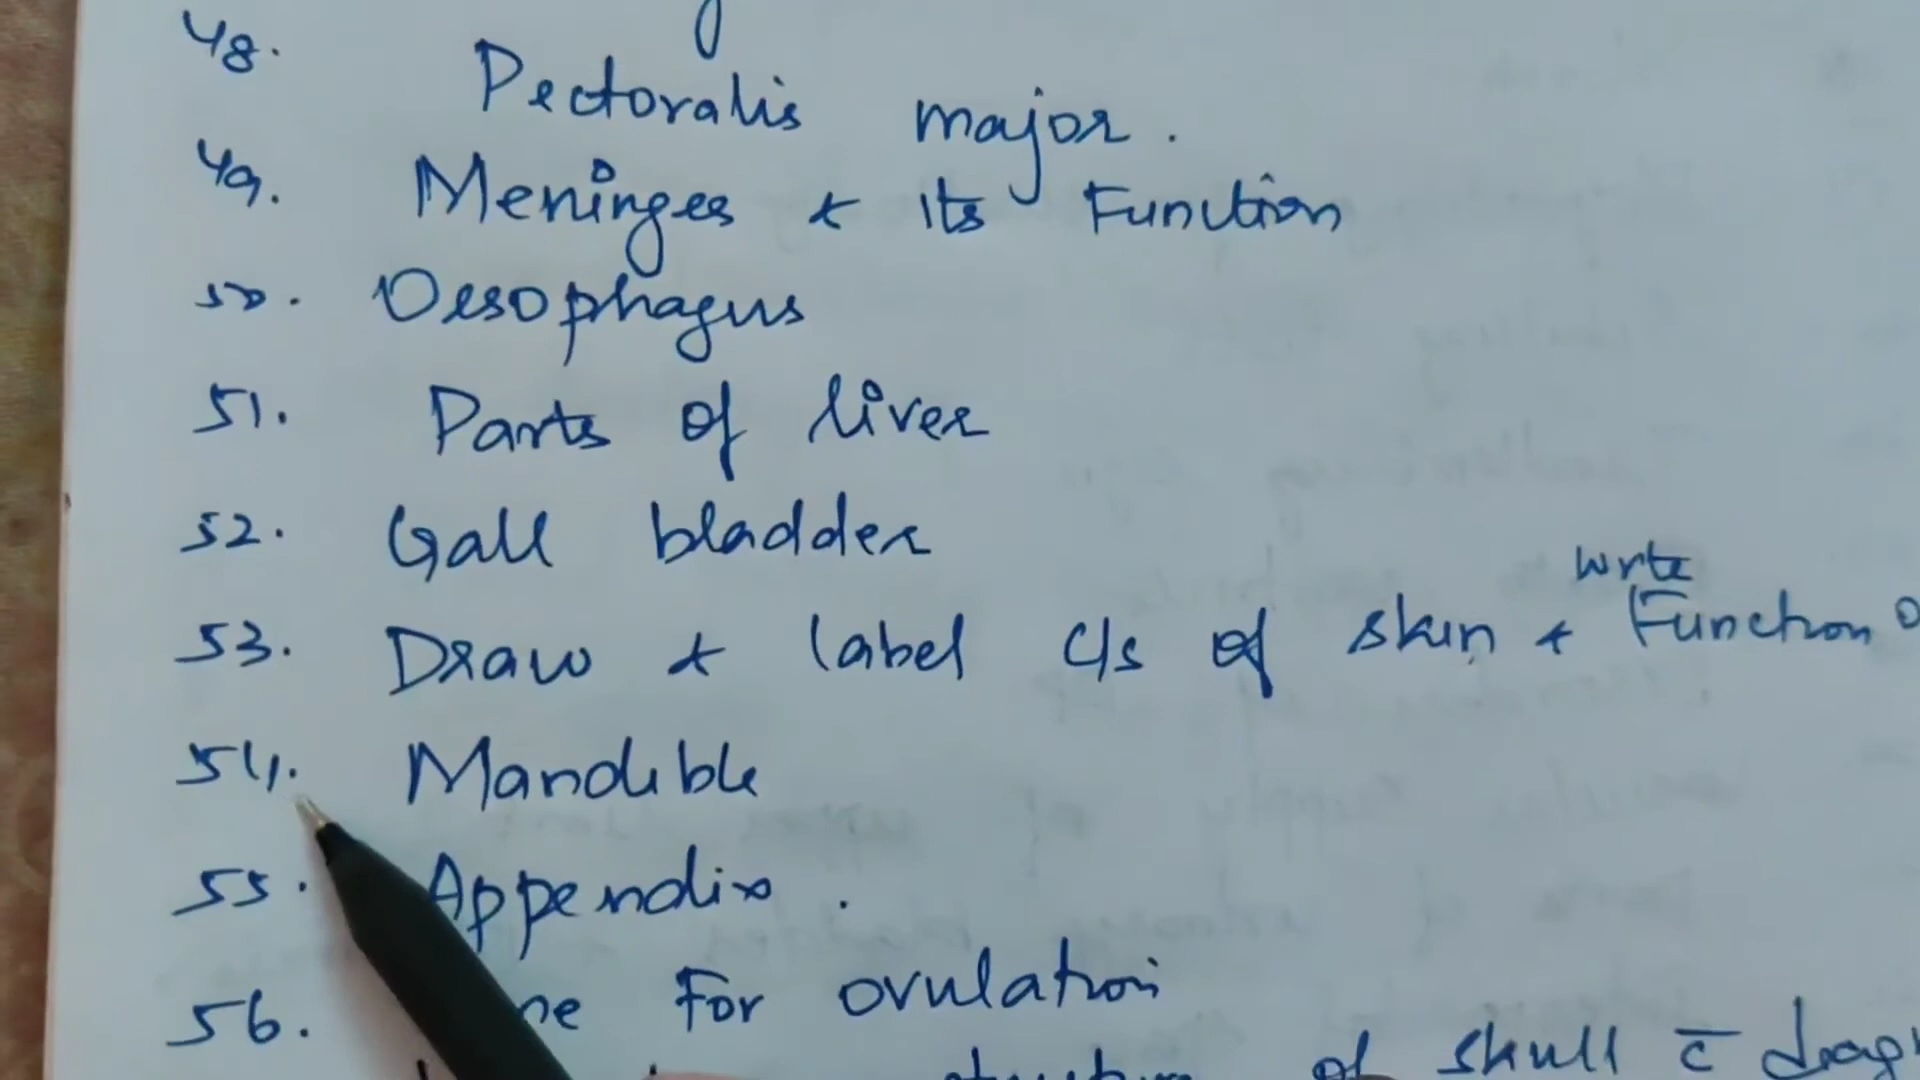 48. Pectoralis major.
49. Meninges & its Function
50. Oesophagus
51. Parts of liver
52. Gall bladder
write
53. Draw & label c/s of skin & Function
54. Mandible
55. Appendix.
56. For ovulation
of skull c̄